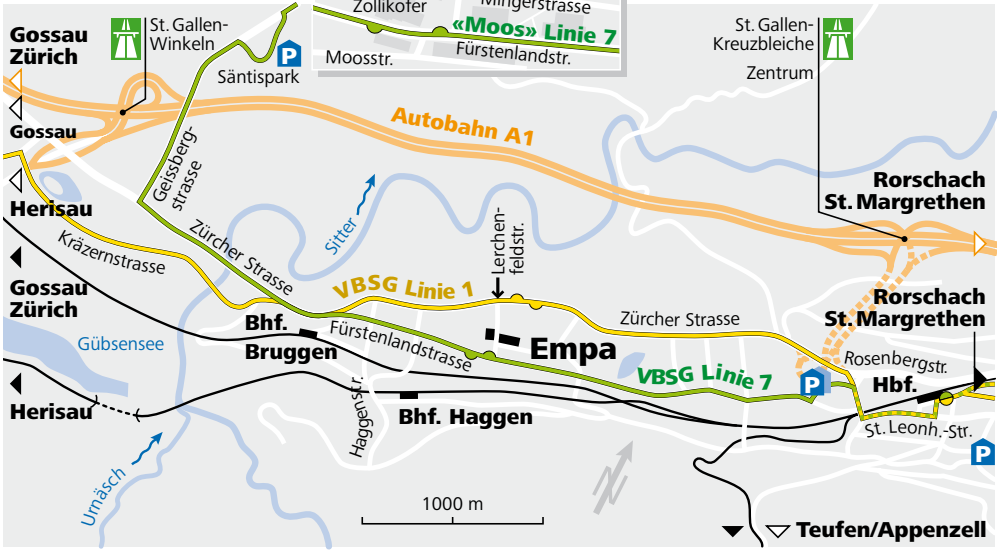 Gossau
Zürich
St. Gallen-
Winkeln
Zollikofer
Mingerstrasse
«Moos» Linie 7
Moosstr.
Fürstenlandstr.
St. Gallen-
Kreuzbleiche
Zentrum
P
Säntispark
Gossau
Autobahn A1
Geissberg-
strasse
Rorschach
St. Margrethen
Herisau
Kräzernstrasse
Zürcher Strasse
Sitter
Lerchen-
feldstr.
Gossau
Zürich
VBSG Linie 1
Zürcher Strasse
Rorschach
St. Margrethen
Gübsensee
Bhf.
Bruggen
Fürstenlandstrasse
Empa
Rosenbergstr.
VBSG Linie 7
P
Hbf.
Herisau
Haggenstr.
Bhf. Haggen
St. Leonh.-Str.
P
Urnäsch
1000 m
Teufen/Appenzell